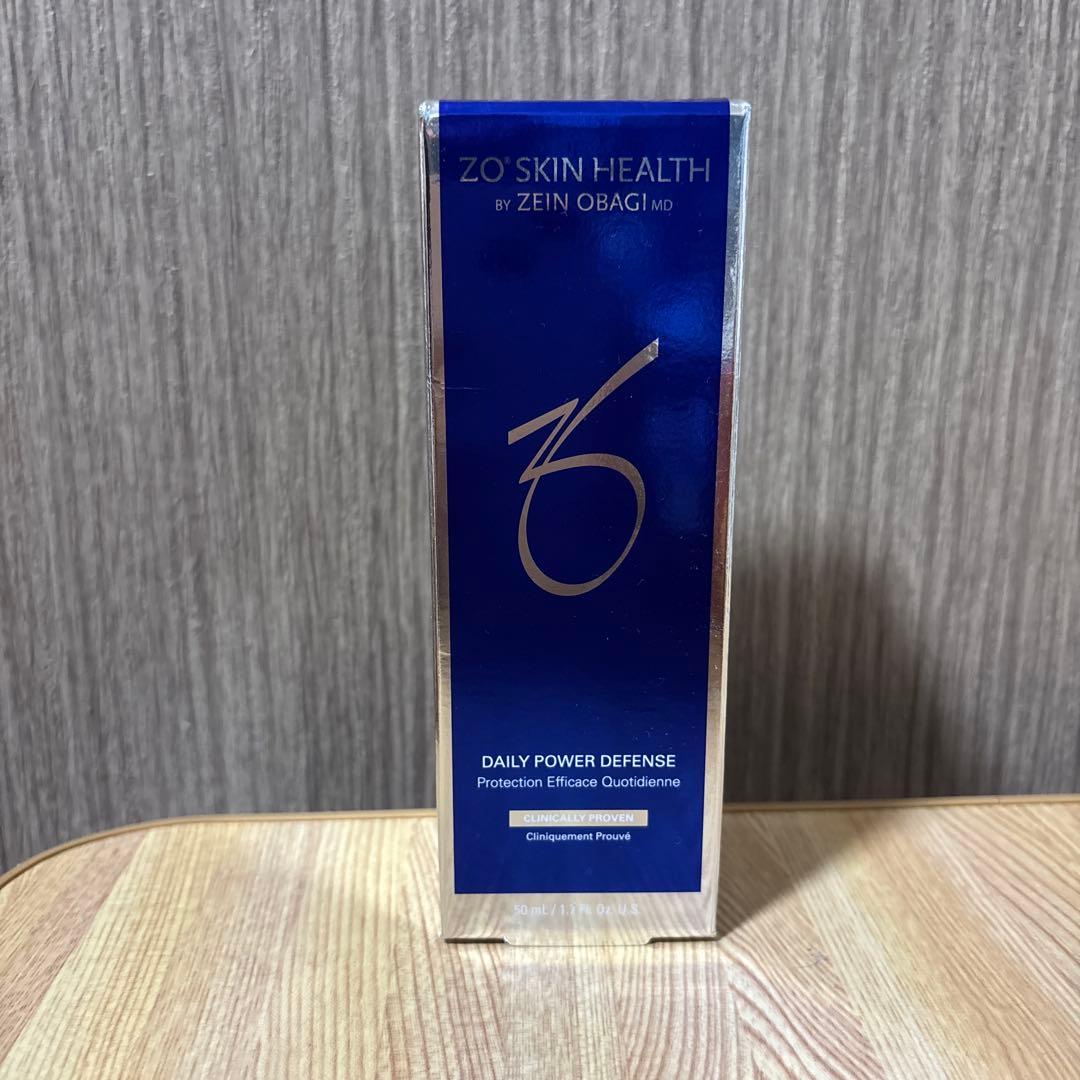 ZO® SKIN HEALTH
BY ZEIN OBAGI MD
ZO
DAILY POWER DEFENSE
Protection Efficace Quotidienne
CLINICALLY PROVEN
Cliniquement Prouvé
50 mL / 1.7 Fl. Oz. U.S.